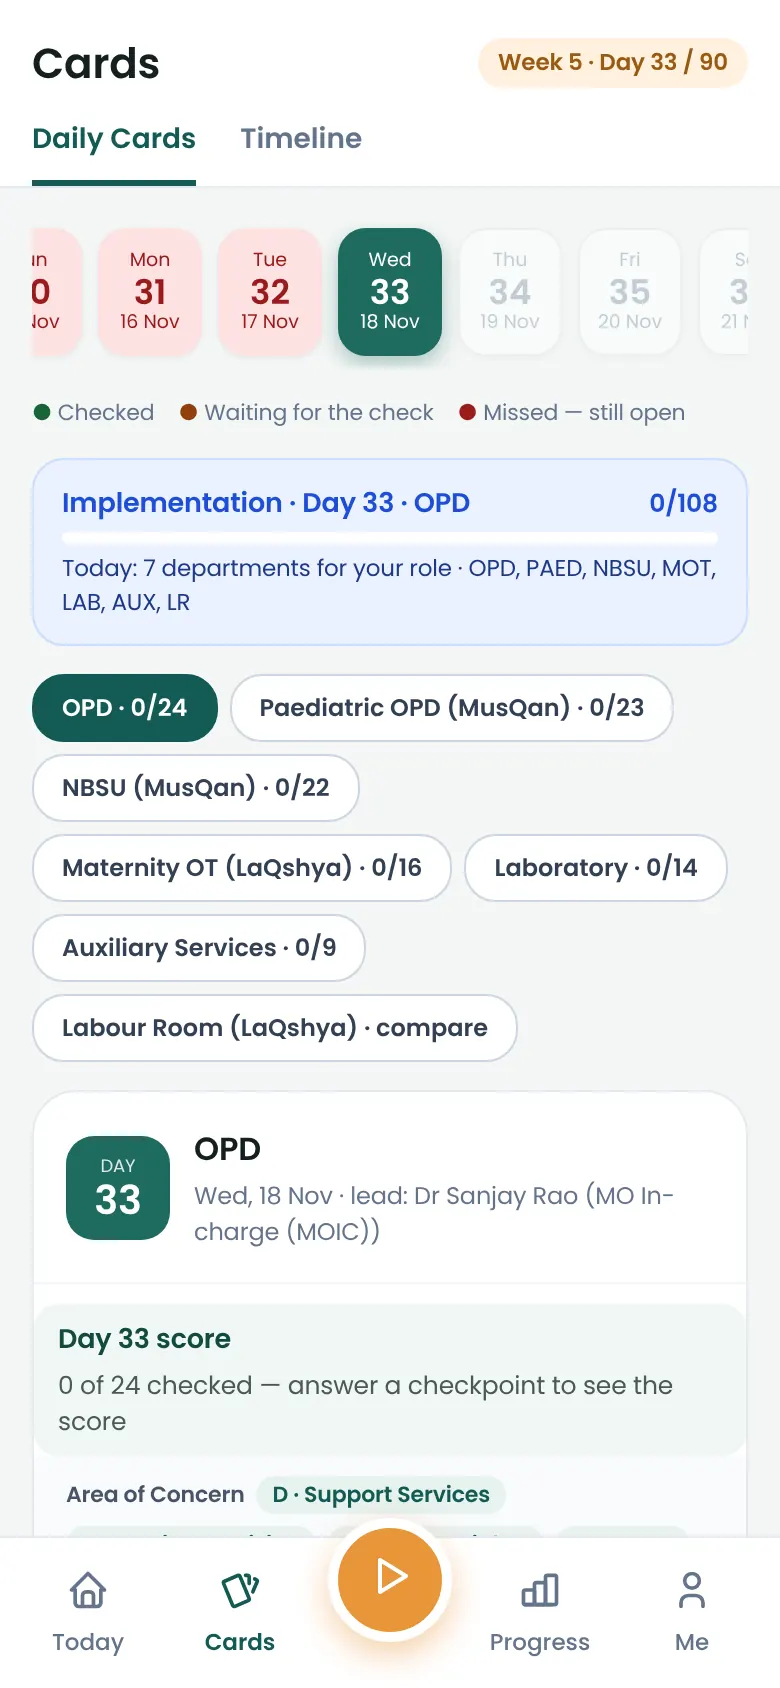 Cards
Week 5 · Day 33 / 90
Daily Cards
Timeline
Mon
31
16 Nov
Tue
32
17 Nov
Wed
33
18 Nov
Thu
34
19 Nov
Fri
35
20 Nov
Checked
Waiting for the check
Missed — still open
Implementation · Day 33 · OPD
0/108
Today: 7 departments for your role · OPD, PAED, NBSU, MOT,
LAB, AUX, LR
OPD · 0/24
Paediatric OPD (MusQan) · 0/23
NBSU (MusQan) · 0/22
Maternity OT (LaQshya) · 0/16
Laboratory · 0/14
Auxiliary Services · 0/9
Labour Room (LaQshya) · compare
DAY
33
OPD
Wed, 18 Nov · lead: Dr Sanjay Rao (MO In-
charge (MOIC))
Day 33 score
0 of 24 checked — answer a checkpoint to see the
score
Area of Concern
D · Support Services
Today
Cards
Progress
Me